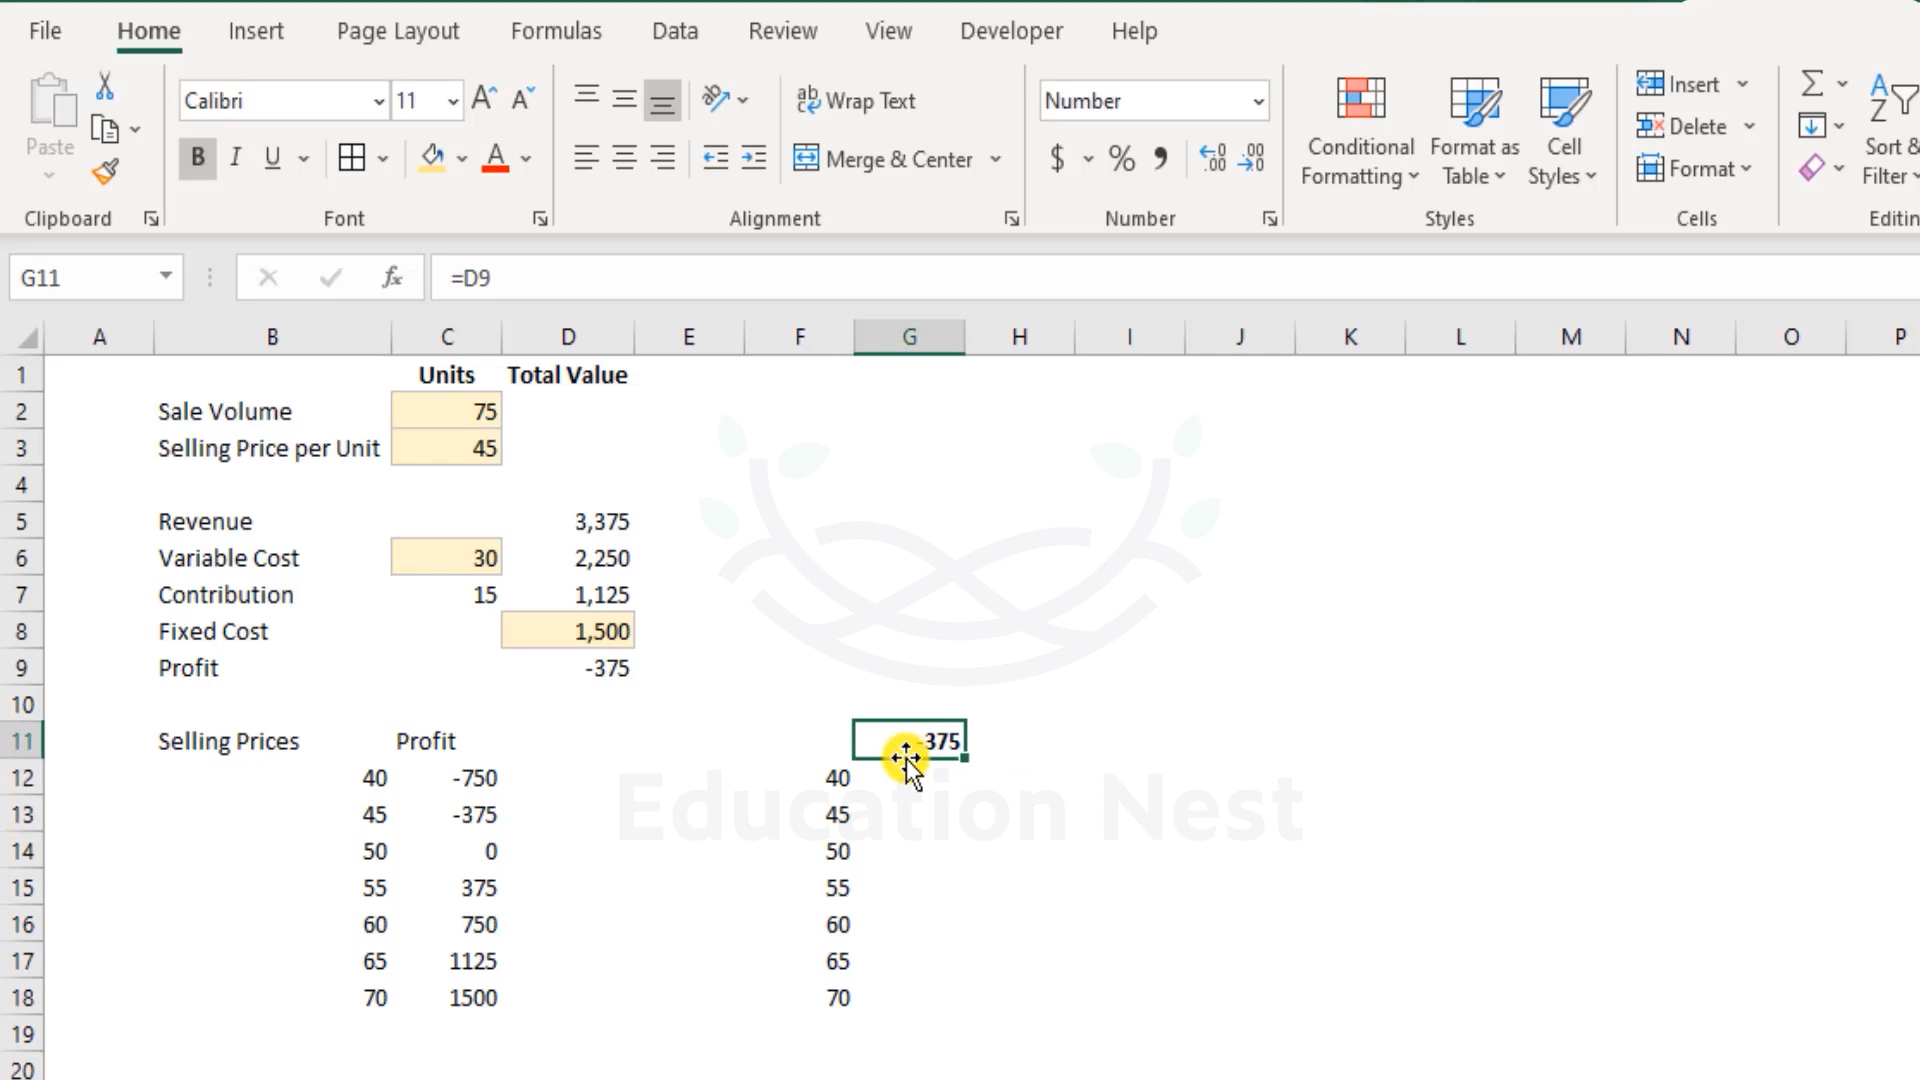 File Home Insert Page Layout Formulas Data Review View Developer Help
Paste
Clipboard
Calibri 11
B I U A
Font
Wrap Text
Merge & Center
Alignment
Number
$ % 9
Number
Conditional Formatting
Format as Table
Cell Styles
Styles
Insert
Delete
Format
Cells
Sort &
Filter
Editin
G11 fx =D9
A B C D E F G H I J K L M N O P
1 Units Total Value
2 Sale Volume 75
3 Selling Price per Unit 45
4
5 Revenue 3,375
6 Variable Cost 30 2,250
7 Contribution 15 1,125
8 Fixed Cost 1,500
9 Profit -375
10
11 Selling Prices Profit -375
12 40 -750 40
13 45 -375 45
14 50 0 50
15 55 375 55
16 60 750 60
17 65 1125 65
18 70 1500 70
19
20
Education Nest